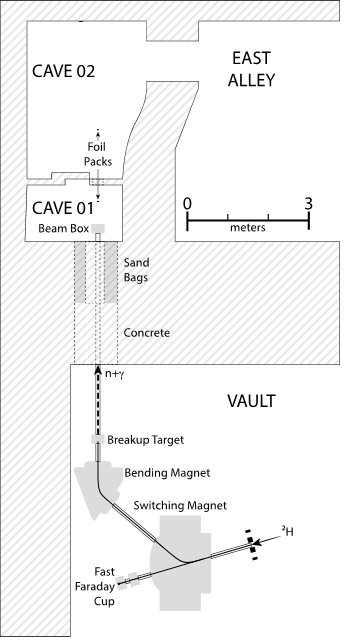 CAVE 02
EAST
ALLEY
Foil
Packs
CAVE 01
Beam Box
0 3
meters
Sand
Bags
Concrete
n+γ
VAULT
Breakup Target
Bending Magnet
Switching Magnet
²H
Fast
Faraday
Cup